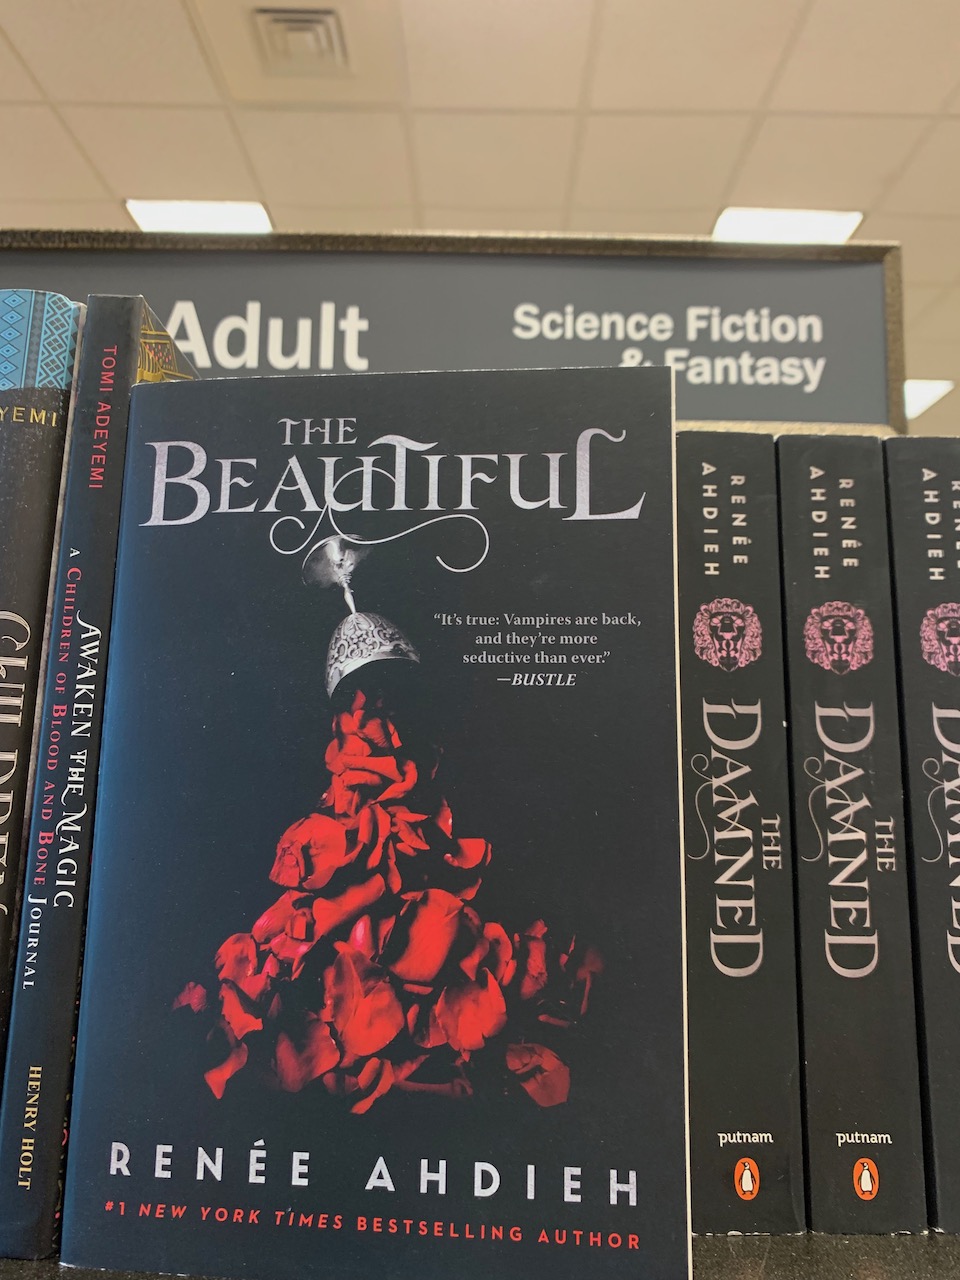 Adult
Science Fiction
& Fantasy
TOMI ADEYEMI
A CHILDREN OF BLOOD AND BONE JOURNAL
AWAKEN THE MAGIC
HENRY HOLT
THE
BEAUTIFUL
“It’s true: Vampires are back,
and they’re more
seductive than ever.”
—BUSTLE
RENÉE AHDIEH
#1 NEW YORK TIMES BESTSELLING AUTHOR
RENÉE
AHDIEH
THE
DAMNED
putnam
RENÉE
AHDIEH
THE
DAMNED
putnam
AHDIEH